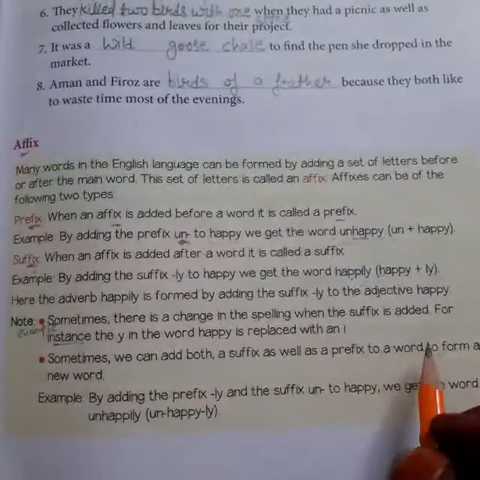 6. They killed two birds with one when they had a picnic as well as
collected flowers and leaves for their project.
7. It was a wild goose chase to find the pen she dropped in the
market.
8. Aman and Firoz are birds of a feather because they both like
to waste time most of the evenings.
Affix
Many words in the English language can be formed by adding a set of letters before
or after the main word. This set of letters is called an affix. Affixes can be of the
following two types:
Prefix: When an affix is added before a word it is called a prefix.
Example: By adding the prefix un- to happy we get the word unhappy (un + happy).
Suffix: When an affix is added after a word it is called a suffix.
Example: By adding the suffix -ly to happy we get the word happily (happy + ly).
Here the adverb happily is formed by adding the suffix -ly to the adjective happy.
Note: • Sometimes, there is a change in the spelling when the suffix is added. For
example
instance the y in the word happy is replaced with an i
• Sometimes, we can add both, a suffix as well as a prefix to a word to form a
new word.
Example: By adding the prefix -ly and the suffix un- to happy, we get word
unhappily (un-happy-ly).